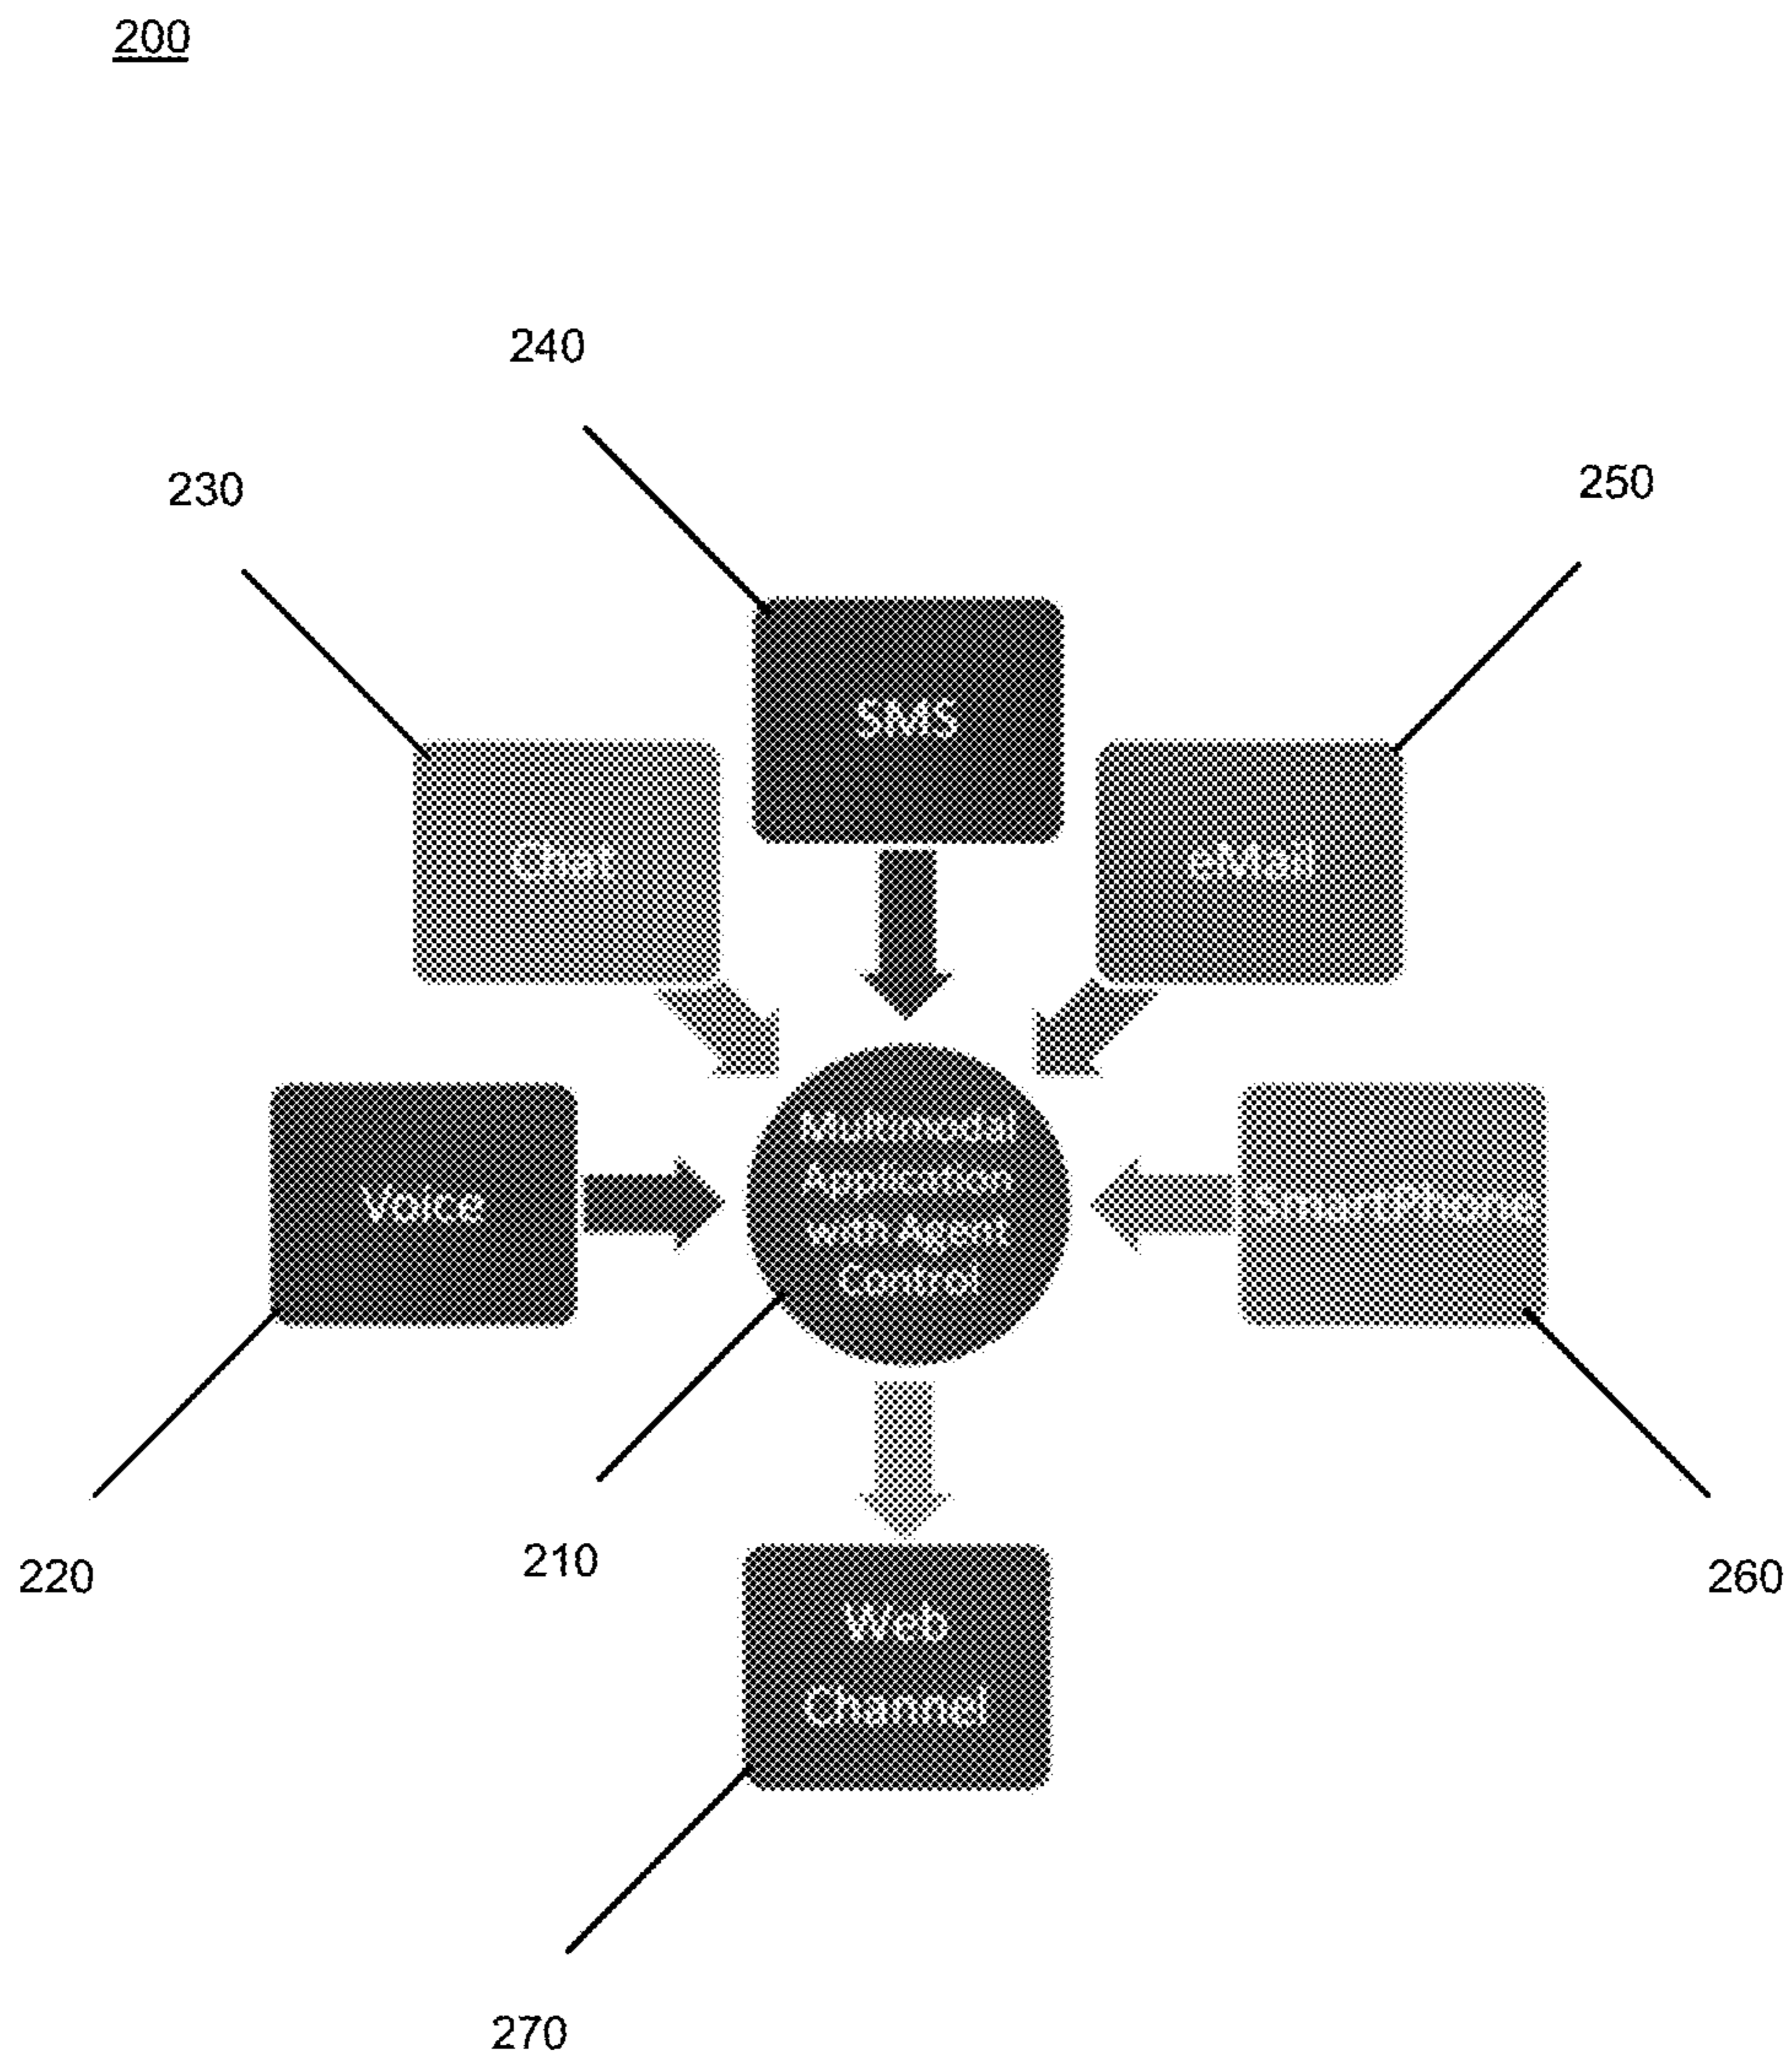 200
240
230
250
SMS
Chat
eMail
Multimodal
Application
with Agent
Control
Voice
SmartPhone
220
210
260
Web
Channel
270